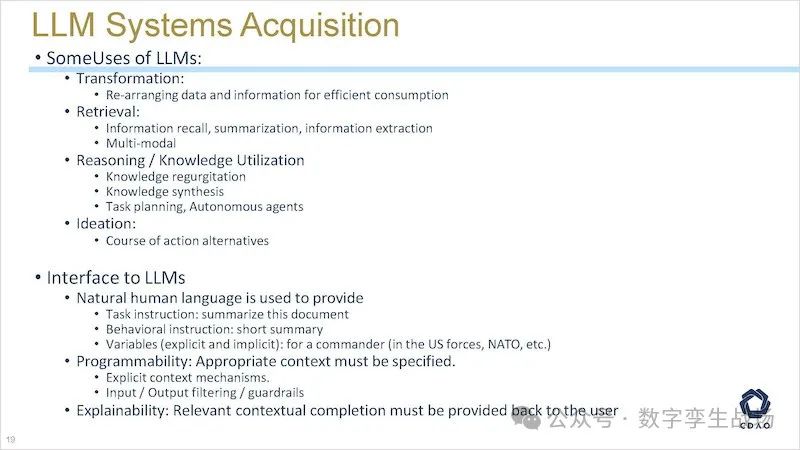 LLM Systems Acquisition
• SomeUses of LLMs:
• Transformation:
• Re-arranging data and information for efficient consumption
• Retrieval:
• Information recall, summarization, information extraction
• Multi-modal
• Reasoning / Knowledge Utilization
• Knowledge regurgitation
• Knowledge synthesis
• Task planning, Autonomous agents
• Ideation:
• Course of action alternatives
• Interface to LLMs
• Natural human language is used to provide
• Task instruction: summarize this document
• Behavioral instruction: short summary
• Variables (explicit and implicit): for a commander (in the US forces, NATO, etc.)
• Programmability: Appropriate context must be specified.
• Explicit context mechanisms.
• Input / Output filtering / guardrails
• Explainability: Relevant contextual completion must be provided back to the user
公众号 · 数字孪生战场
CDAO
19